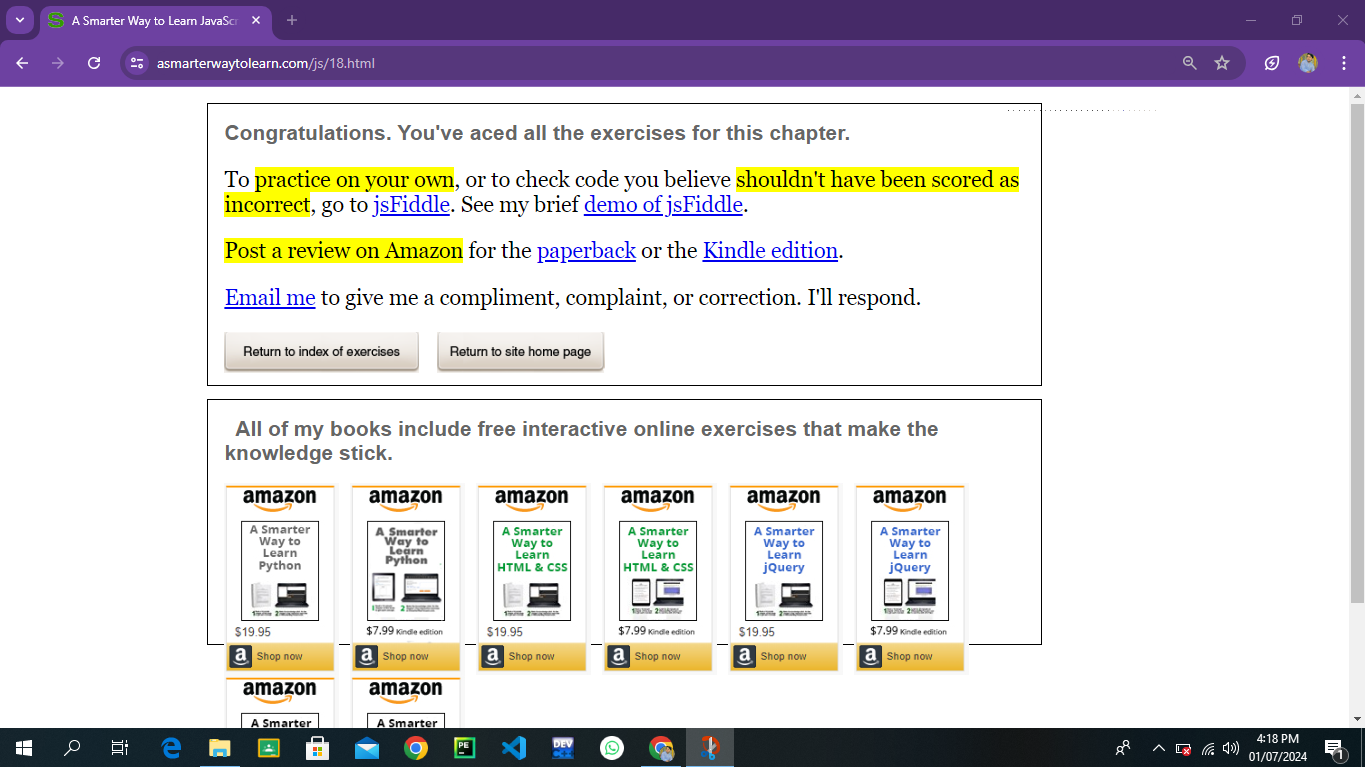 A Smarter Way to Learn JavaScr
asmarterwaytolearn.com/js/18.html
Congratulations. You've aced all the exercises for this chapter.
To practice on your own, or to check code you believe shouldn't have been scored as
incorrect, go to jsFiddle. See my brief demo of jsFiddle.
Post a review on Amazon for the paperback or the Kindle edition.
Email me to give me a compliment, complaint, or correction. I'll respond.
Return to index of exercises Return to site home page
All of my books include free interactive online exercises that make the
knowledge stick.
amazon amazon amazon amazon amazon amazon
A Smarter A Smarter A Smarter A Smarter A Smarter A Smarter
Way to Way to Way to Way to Way to Way to
Learn Learn Learn Learn Learn Learn
Python Python HTML & CSS HTML & CSS jQuery jQuery
$19.95 $7.99 Kindle edition $19.95 $7.99 Kindle edition $19.95 $7.99 Kindle edition
a Shop now a Shop now a Shop now a Shop now a Shop now a Shop now
amazon amazon
A Smarter A Smarter
PE DEV
4:18 PM
01/07/2024
1